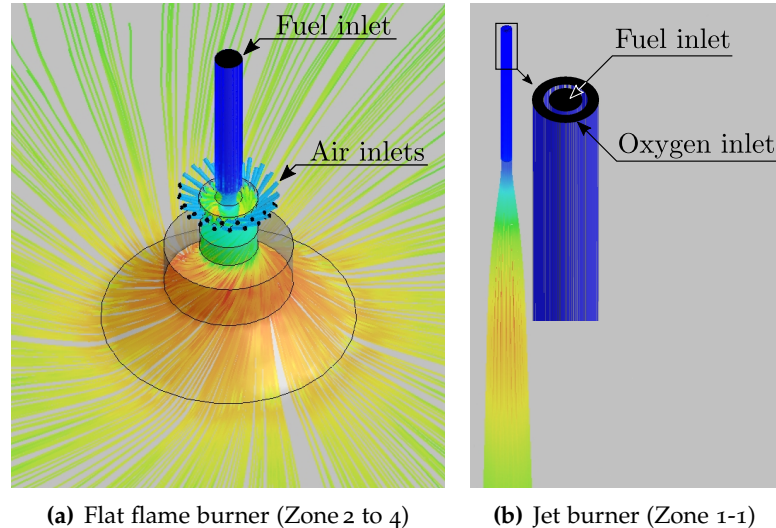 Fuel inlet
Air inlets
Fuel inlet
Oxygen inlet
(a) Flat flame burner (Zone 2 to 4)
(b) Jet burner (Zone 1-1)